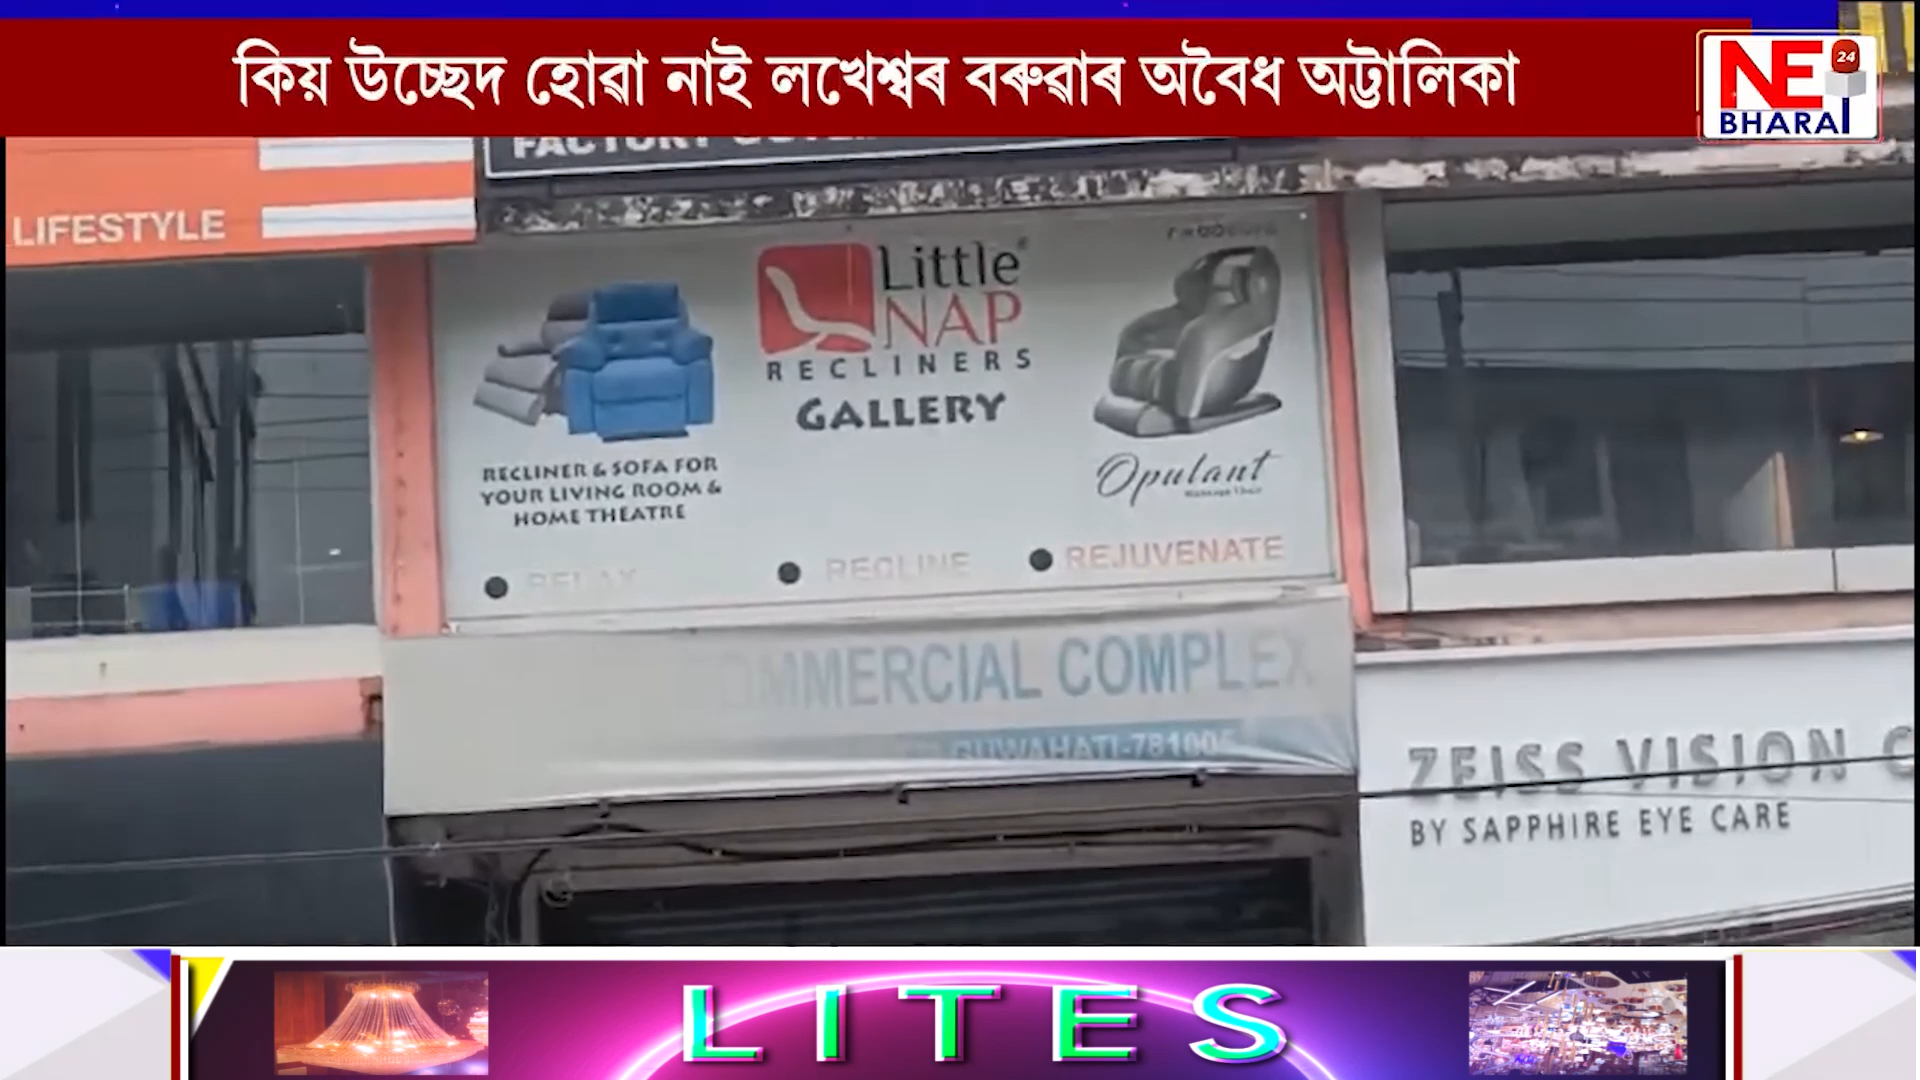 কিয় উচ্ছেদ হোৱা নাই লখেশ্বৰ বৰুৱাৰ অবৈধ অট্টালিকা
NE 24
BHARAT
FACTORY
LIFESTYLE
Little
NAP
RECLINERS
GALLERY
RECLINER & SOFA FOR
YOUR LIVING ROOM &
HOME THEATRE
Opulant
RELAX
RECLINE
REJUVENATE
COMMERCIAL COMPLEX
GUWAHATI-781005
ZEISS VISION
BY SAPPHIRE EYE CARE
LITES